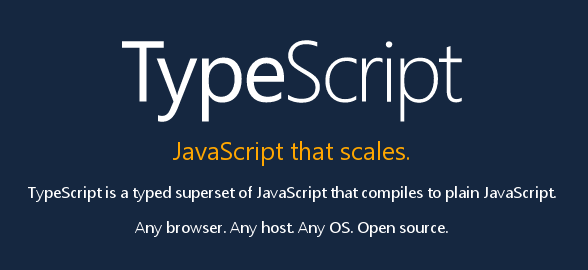 TypeScript
JavaScript that scales.
TypeScript is a typed superset of JavaScript that compiles to plain JavaScript.
Any browser. Any host. Any OS. Open source.